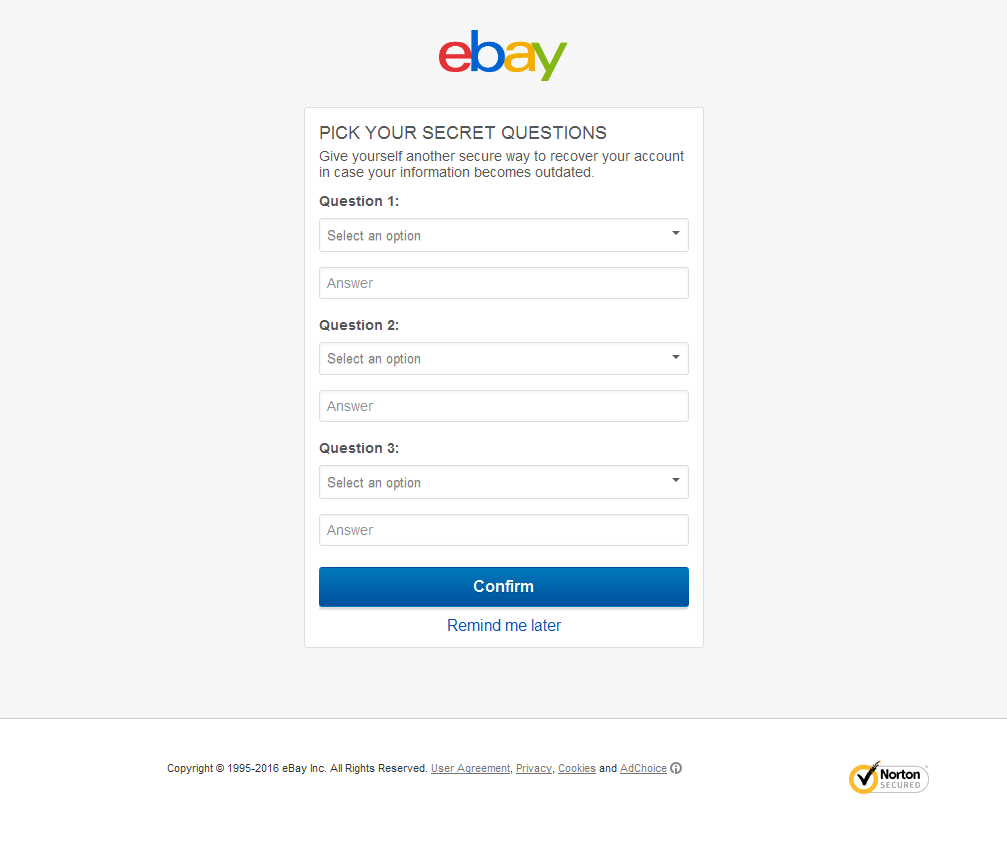 ebay
PICK YOUR SECRET QUESTIONS
Give yourself another secure way to recover your account
in case your information becomes outdated.
Question 1:
Select an option
Answer
Question 2:
Select an option
Answer
Question 3:
Select an option
Answer
Confirm
Remind me later
Copyright © 1995-2016 eBay Inc. All Rights Reserved. User Agreement, Privacy, Cookies and AdChoice
Norton
SECURED